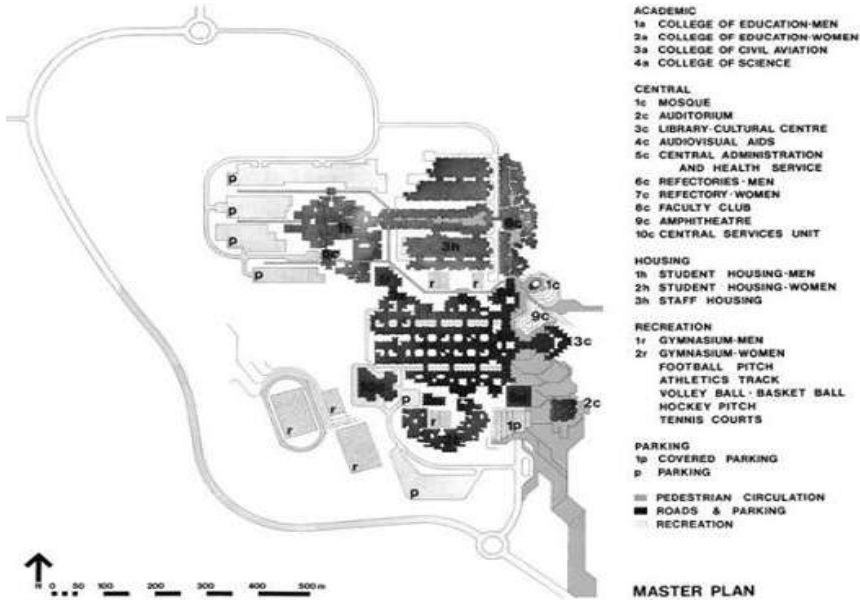 ACADEMIC
1a COLLEGE OF EDUCATION-MEN
2a COLLEGE OF EDUCATION-WOMEN
3a COLLEGE OF CIVIL AVIATION
4a COLLEGE OF SCIENCE
CENTRAL
1c MOSQUE
2c AUDITORIUM
3c LIBRARY-CULTURAL CENTRE
4c AUDIOVISUAL AIDS
5c CENTRAL ADMINISTRATION
AND HEALTH SERVICE
6c REFECTORIES-MEN
7c REFECTORY-WOMEN
8c FACULTY CLUB
9c AMPHITHEATRE
10c CENTRAL SERVICES UNIT
HOUSING
1h STUDENT HOUSING-MEN
2h STUDENT HOUSING-WOMEN
3h STAFF HOUSING
RECREATION
1r GYMNASIUM-MEN
2r GYMNASIUM-WOMEN
FOOTBALL PITCH
ATHLETICS TRACK
VOLLEY BALL-BASKET BALL
HOCKEY PITCH
TENNIS COURTS
PARKING
1p COVERED PARKING
p PARKING
PEDESTRIAN CIRCULATION
ROADS & PARKING
RECREATION
MASTER PLAN
p
p
p
p
1h
3h
r r
1c
9c
3c
2c
p
r
1p
r
r
r
p
N 0 50 100 200 300 400 500m